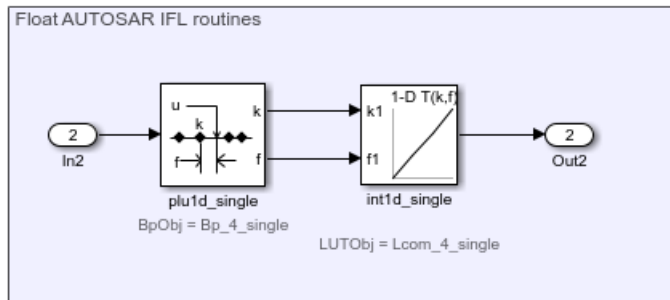 Float AUTOSAR IFL routines
2
In2
u
k
f
k
f
plu1d_single
BpObj = Bp_4_single
1-D T(k,f)
k1
f1
int1d_single
LUTObj = Lcom_4_single
2
Out2